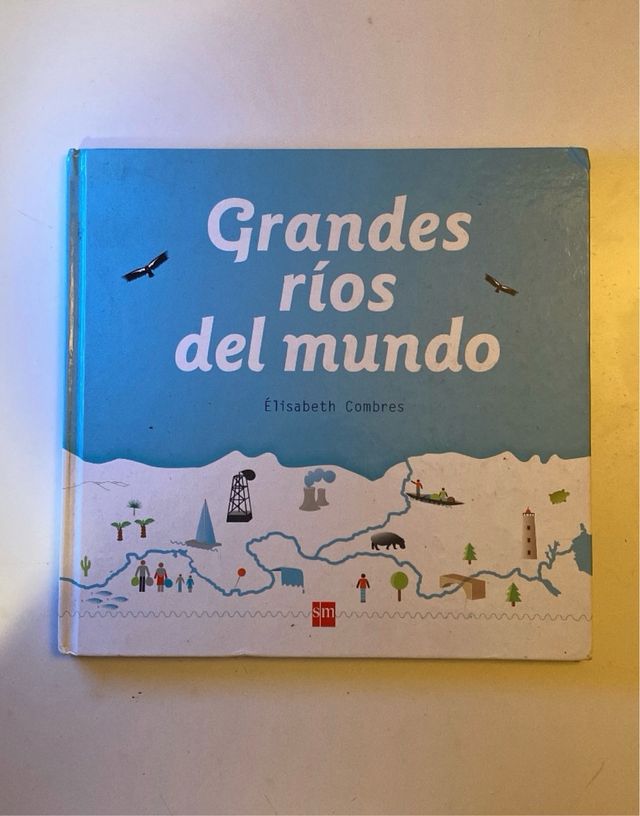 Grandes
ríos
del mundo
Élisabeth Combres
sm